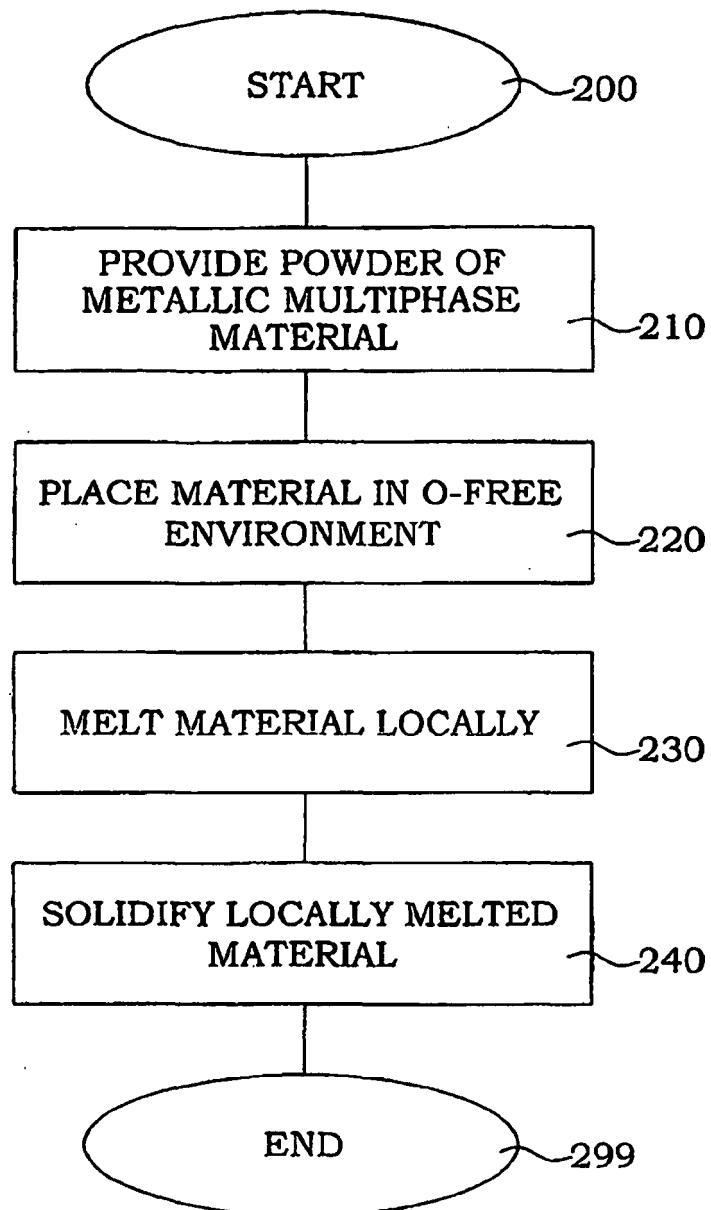 START
200
PROVIDE POWDER OF
METALLIC MULTIPHASE
MATERIAL
210
PLACE MATERIAL IN O-FREE
ENVIRONMENT
220
MELT MATERIAL LOCALLY
230
SOLIDIFY LOCALLY MELTED
MATERIAL
240
END
299